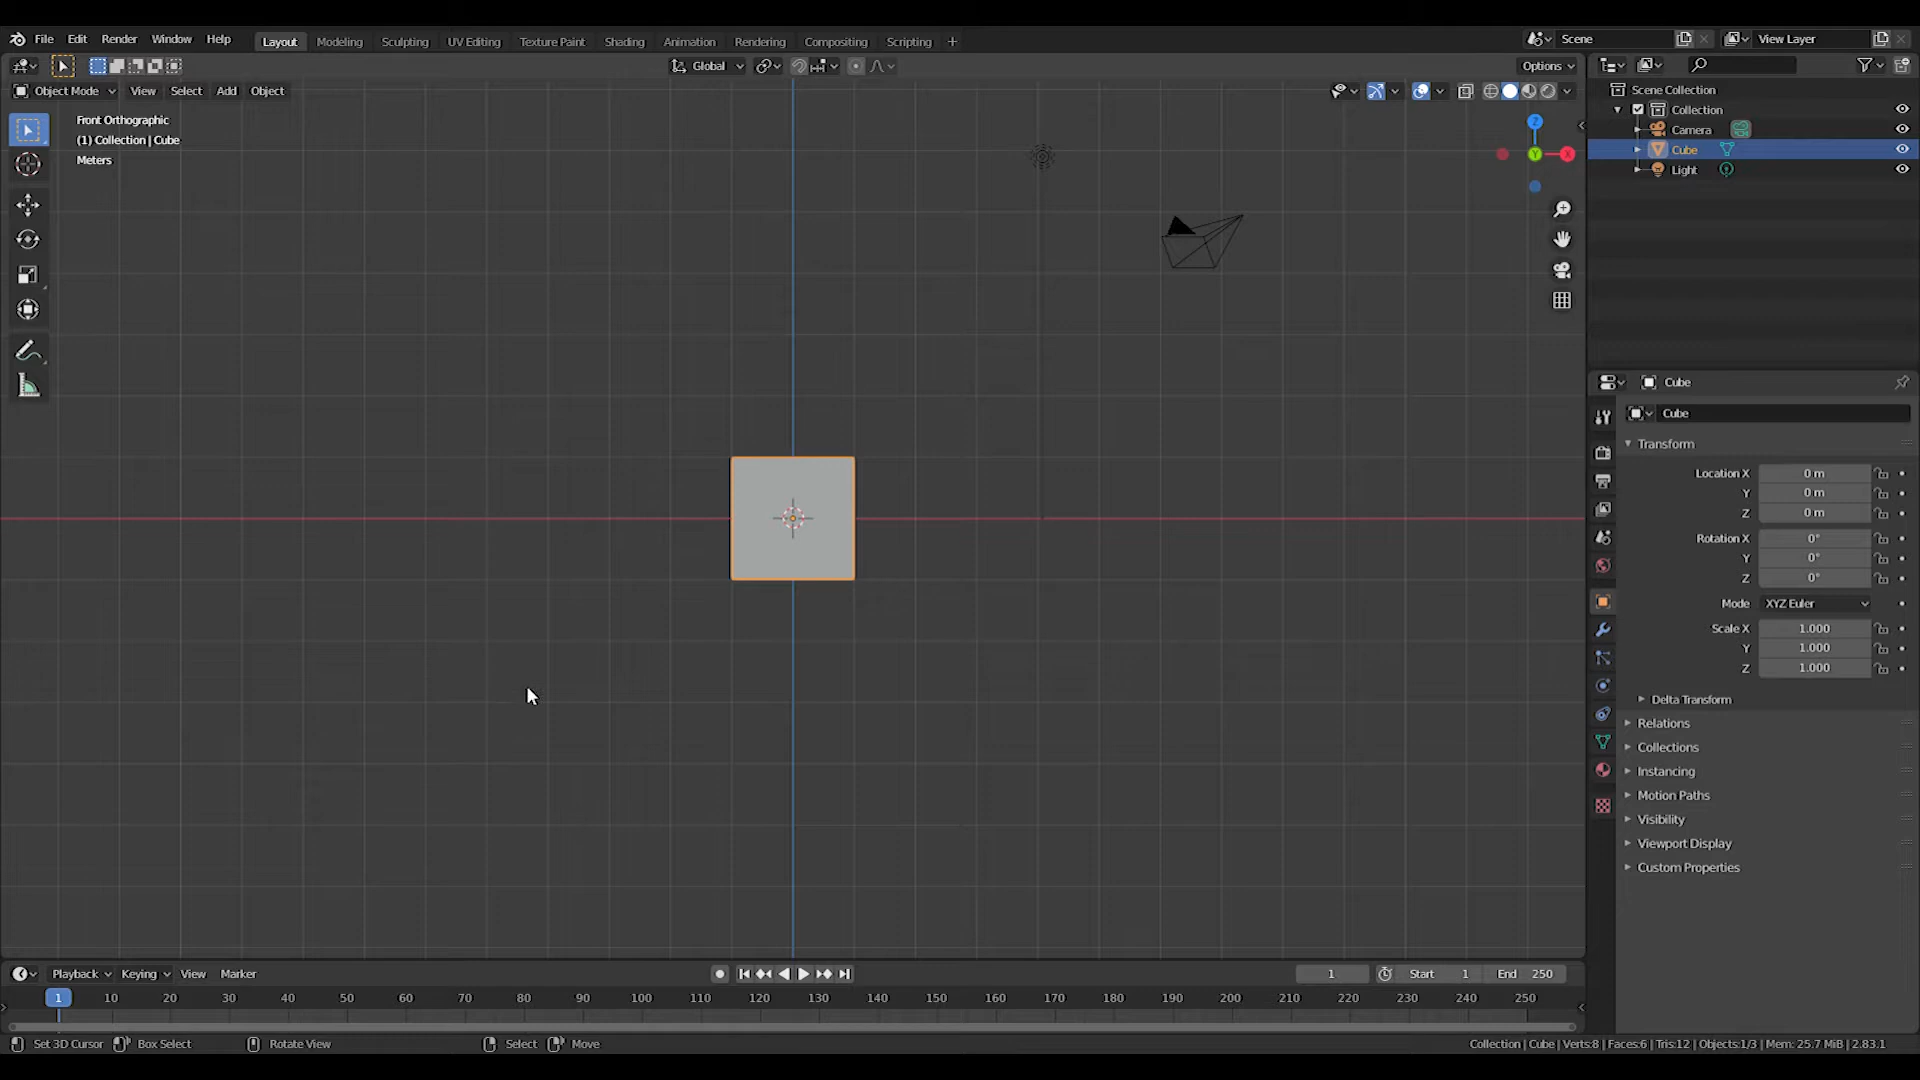 File Edit Render Window Help Layout Modeling Sculpting UV Editing Texture Paint Shading Animation Rendering Compositing Scripting + Scene View Layer
Global Options
Object Mode View Select Add Object
Front Orthographic
(1) Collection | Cube
Meters
Z
Y
X
Scene Collection
Collection
Camera
Cube
Light
Cube
Cube
Transform
Location X 0 m
Y 0 m
Z 0 m
Rotation X 0°
Y 0°
Z 0°
Mode XYZ Euler
Scale X 1.000
Y 1.000
Z 1.000
Delta Transform
Relations
Collections
Instancing
Motion Paths
Visibility
Viewport Display
Custom Properties
Playback Keying View Marker 1 Start 1 End 250
1 10 20 30 40 50 60 70 80 90 100 110 120 130 140 150 160 170 180 190 200 210 220 230 240 250
Set 3D Cursor Box Select Rotate View Select Move Collection | Cube | Verts:8 | Faces:6 | Tris:12 | Objects:1/3 | Mem: 25.7 MiB | 2.83.1